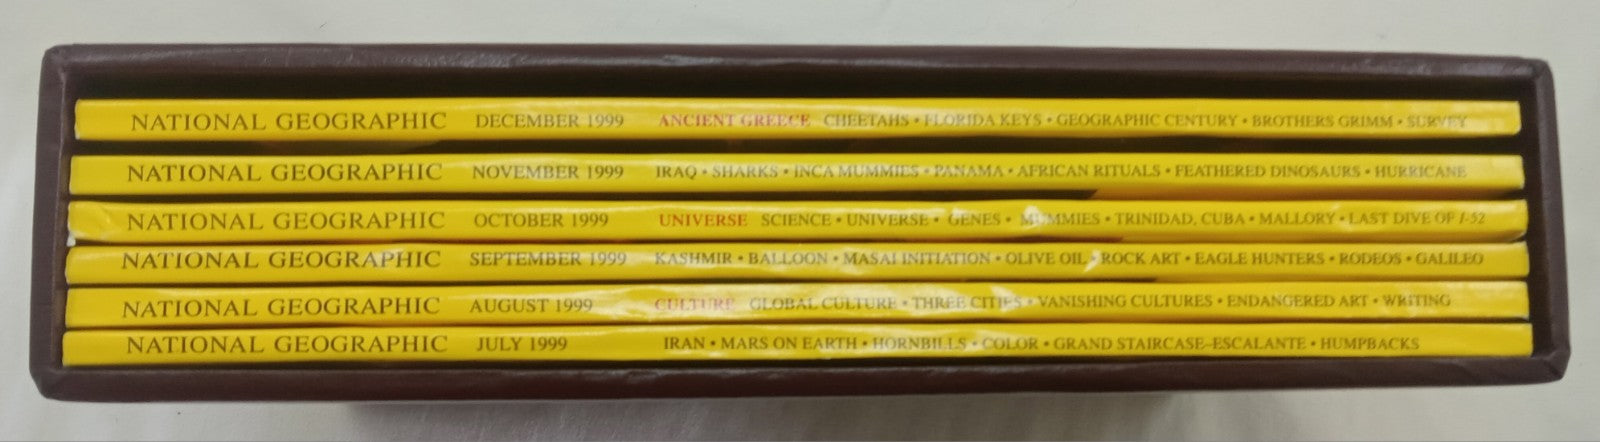 NATIONAL GEOGRAPHIC DECEMBER 1999 ANCIENT GREECE CHEETAHS • FLORIDA KEYS • GEOGRAPHIC CENTURY • BROTHERS GRIMM • SURVEY
NATIONAL GEOGRAPHIC NOVEMBER 1999 IRAQ • SHARKS • INCA MUMMIES • PANAMA • AFRICAN RITUALS • FEATHERED DINOSAURS • HURRICANE
NATIONAL GEOGRAPHIC OCTOBER 1999 UNIVERSE SCIENCE • UNIVERSE • GENES • MUMMIES • TRINIDAD, CUBA • MALLORY • LAST DIVE OF I-52
NATIONAL GEOGRAPHIC SEPTEMBER 1999 KASHMIR • BALLOON • MASAI INITIATION • OLIVE OIL • ROCK ART • EAGLE HUNTERS • RODEOS • GALILEO
NATIONAL GEOGRAPHIC AUGUST 1999 CULTURE GLOBAL CULTURE • THREE CITIES • VANISHING CULTURES • ENDANGERED ART • WRITING
NATIONAL GEOGRAPHIC JULY 1999 IRAN • MARS ON EARTH • HORNBILLS • COLOR • GRAND STAIRCASE–ESCALANTE • HUMPBACKS